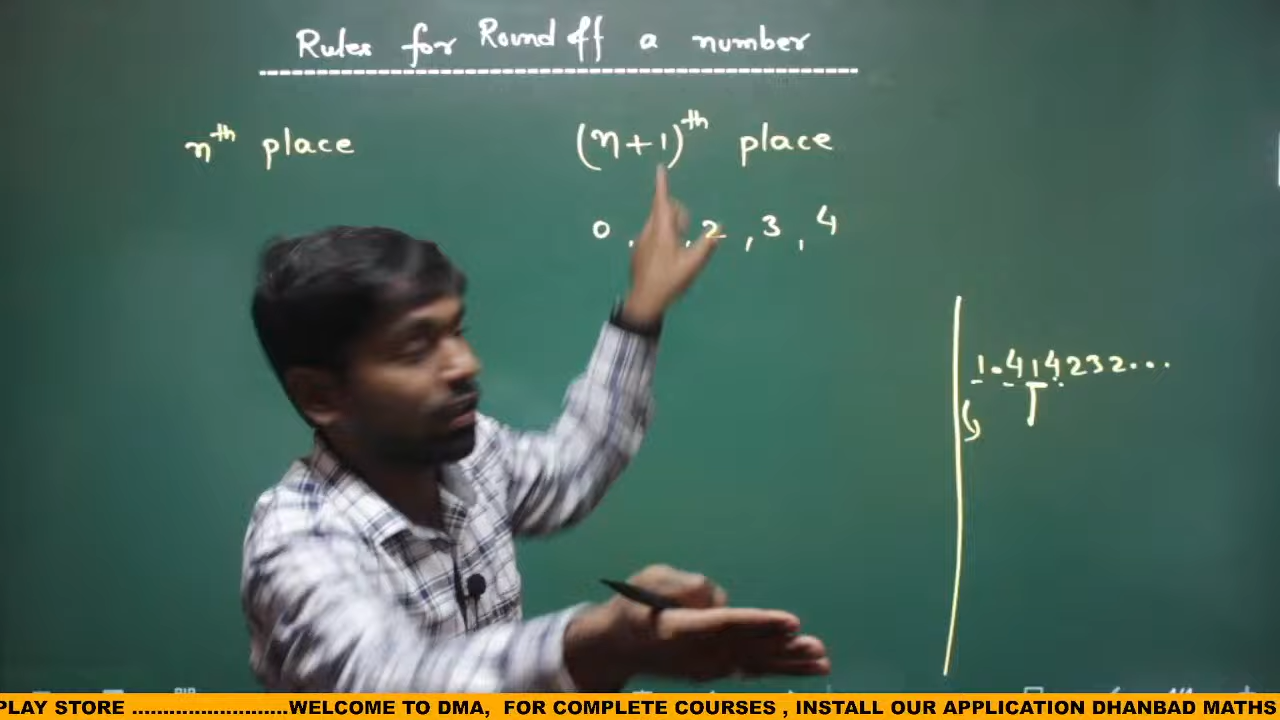 Rules for Round off a number
nth place (n+1)th place
0, , 2, 3, 4
1.414232...
PLAY STORE ........................WELCOME TO DMA, FOR COMPLETE COURSES , INSTALL OUR APPLICATION DHANBAD MATHS